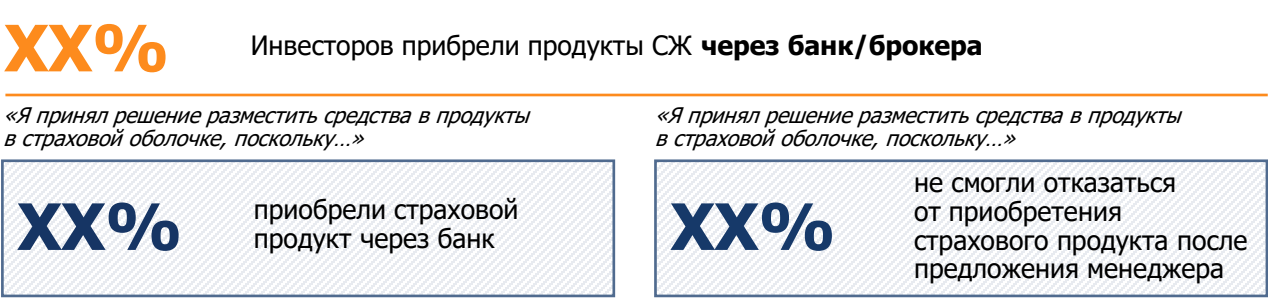 XX%
Инвесторов прибрели продукты СЖ через банк/брокера
«Я принял решение разместить средства в продукты
в страховой оболочке, поскольку…»
XX%
приобрели страховой
продукт через банк
«Я принял решение разместить средства в продукты
в страховой оболочке, поскольку…»
XX%
не смогли отказаться
от приобретения
страхового продукта после
предложения менеджера